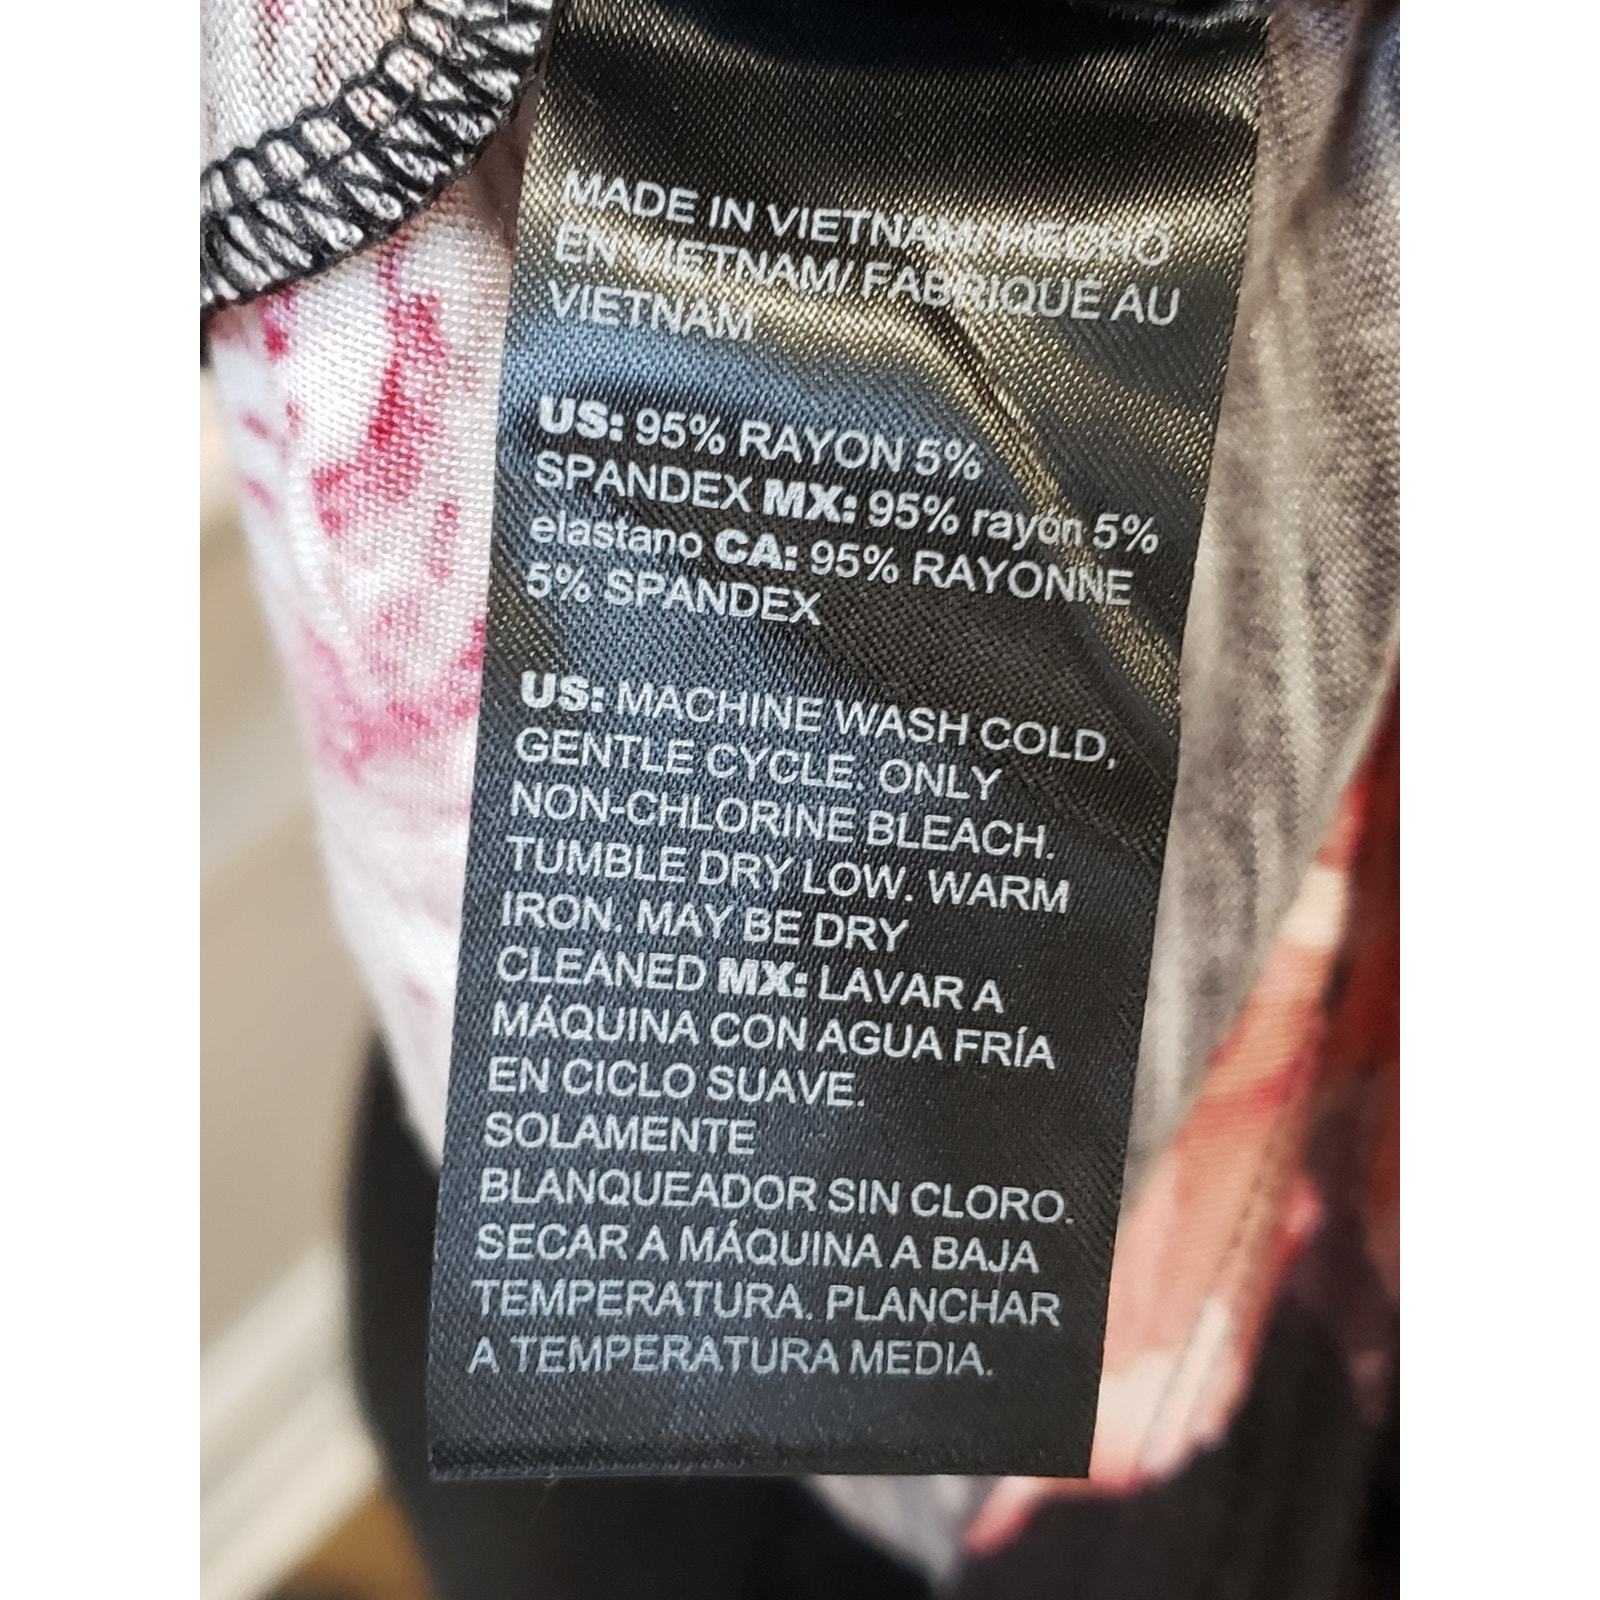 MADE IN VIETNAM/ HECHO
EN VIETNAM/ FABRIQUÉ AU
VIETNAM
US: 95% RAYON 5%
SPANDEX MX: 95% rayón 5%
elastano CA: 95% RAYONNE
5% SPANDEX
US: MACHINE WASH COLD,
GENTLE CYCLE. ONLY
NON-CHLORINE BLEACH.
TUMBLE DRY LOW. WARM
IRON. MAY BE DRY
CLEANED MX: LAVAR A
MÁQUINA CON AGUA FRÍA
EN CICLO SUAVE.
SOLAMENTE
BLANQUEADOR SIN CLORO.
SECAR A MÁQUINA A BAJA
TEMPERATURA. PLANCHAR
A TEMPERATURA MEDIA.